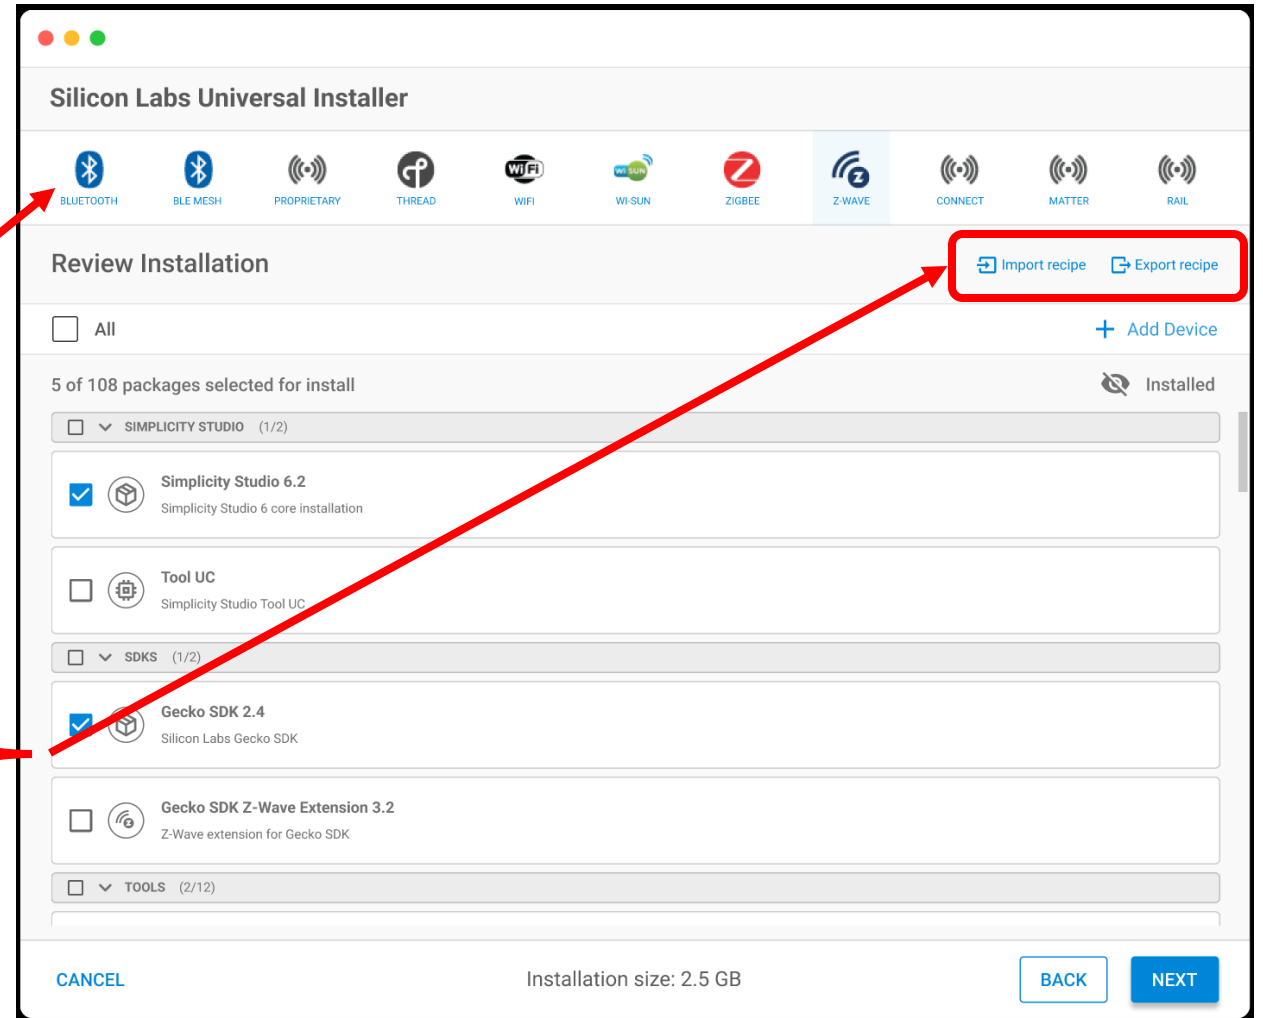 Silicon Labs Universal Installer
WiFi
WI-SUN
BLUETOOTH BLE MESH PROPRIETARY THREAD WIFI WI-SUN ZIGBEE Z-WAVE CONNECT MATTER RAIL
Review Installation
Import recipe Export recipe
All
Add Device
5 of 108 packages selected for install
Installed
SIMPLICITY STUDIO (1/2)
Simplicity Studio 6.2
Simplicity Studio 6 core installation
Tool UC
Simplicity Studio Tool UC
SDKS (1/2)
Gecko SDK 2.4
Silicon Labs Gecko SDK
Gecko SDK Z-Wave Extension 3.2
Z-Wave extension for Gecko SDK
TOOLS (2/12)
CANCEL
Installation size: 2.5 GB
BACK
NEXT